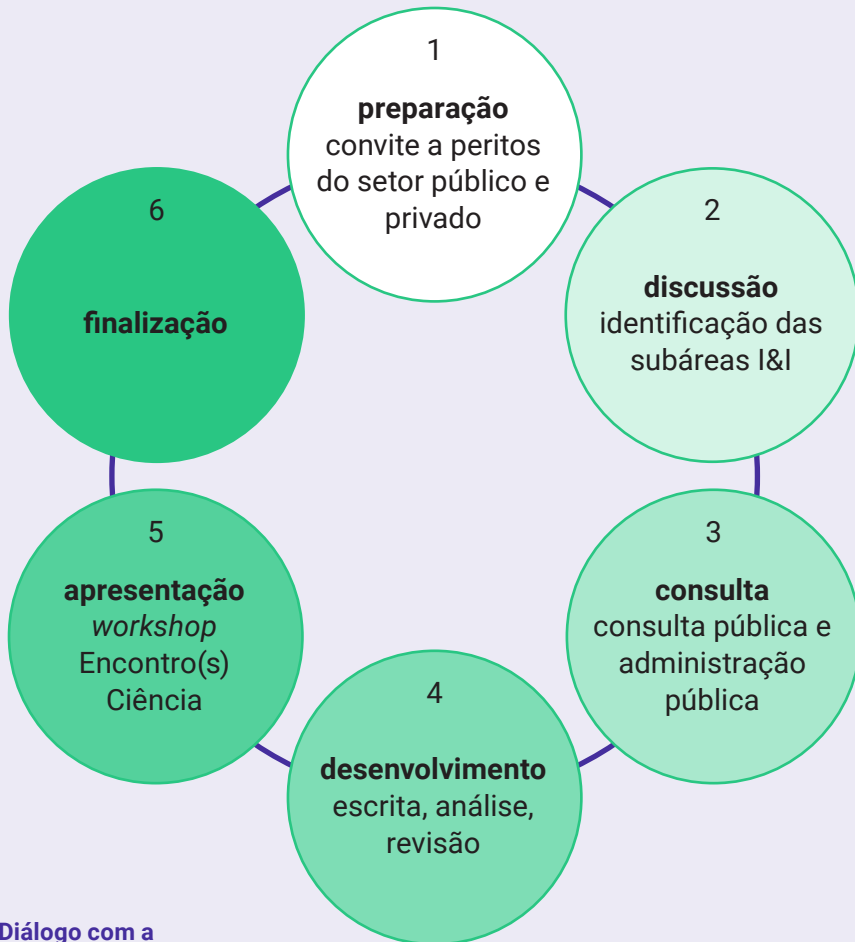 1
preparação
convite a peritos
do setor público e
privado
2
discussão
identificação das
subáreas I&I
3
consulta
consulta pública e
administração
pública
4
desenvolvimento
escrita, análise,
revisão
5
apresentação
workshop
Encontro(s)
Ciência
6
finalização
Diálogo com a